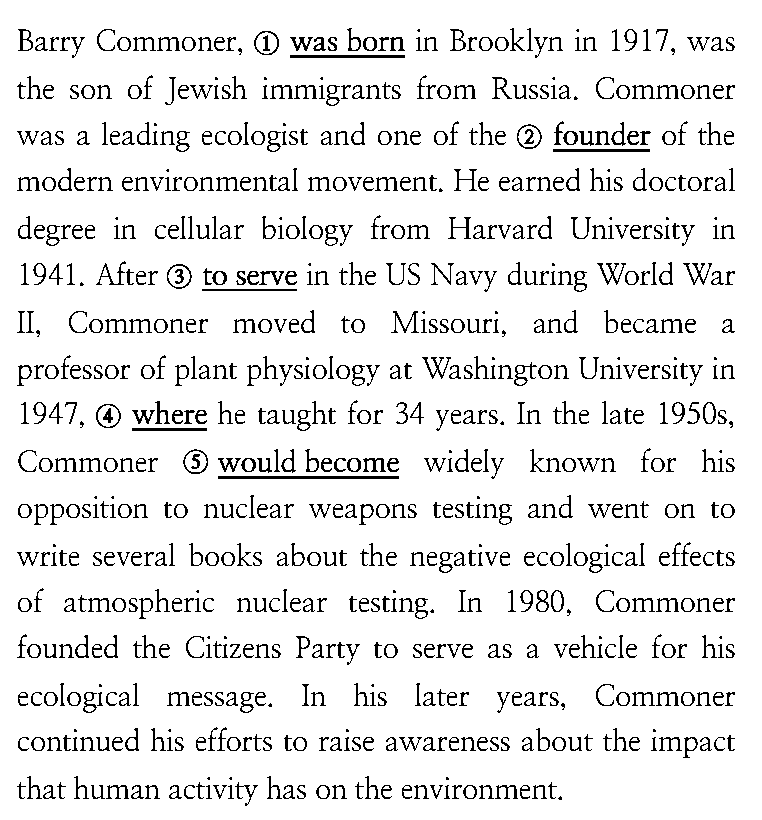 Barry Commoner, ① was born in Brooklyn in 1917, was
the son of Jewish immigrants from Russia. Commoner
was a leading ecologist and one of the ② founder of the
modern environmental movement. He earned his doctoral
degree in cellular biology from Harvard University in
1941. After ③ to serve in the US Navy during World War
II, Commoner moved to Missouri, and became a
professor of plant physiology at Washington University in
1947, ④ where he taught for 34 years. In the late 1950s,
Commoner ⑤ would become widely known for his
opposition to nuclear weapons testing and went on to
write several books about the negative ecological effects
of atmospheric nuclear testing. In 1980, Commoner
founded the Citizens Party to serve as a vehicle for his
ecological message. In his later years, Commoner
continued his efforts to raise awareness about the impact
that human activity has on the environment.